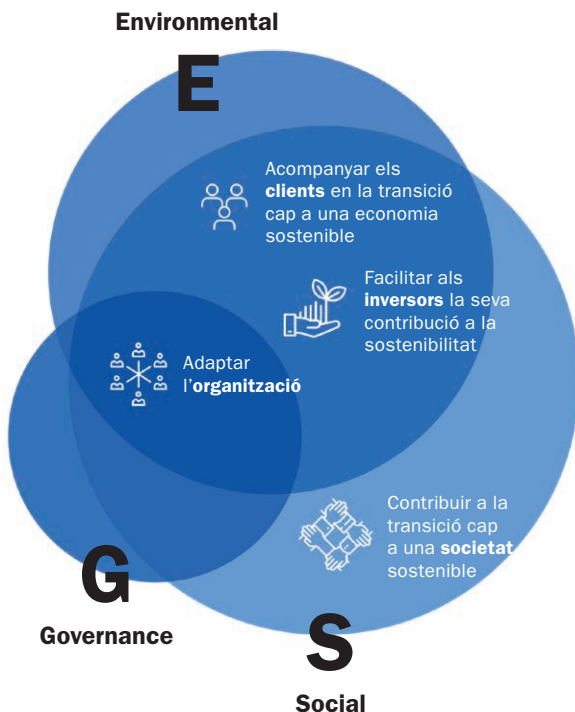 Environmental
E
Acompanyar els
clients en la transició
cap a una economia
sostenible
Facilitar als
inversors la seva
contribució a la
sostenibilitat
Adaptar
l'organització
Contribuir a la
transició cap
a una societat
sostenible
G
Governance
S
Social